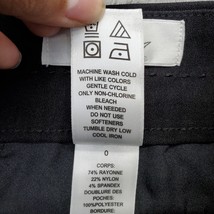 MACHINE WASH COLD
WITH LIKE COLORS
GENTLE CYCLE
ONLY NON-CHLORINE
BLEACH
WHEN NEEDED
DO NOT USE
SOFTENERS
TUMBLE DRY LOW
COOL IRON
0
CORPS:
74% RAYONNE
22% NYLON
4% SPANDEX
DOUBLURE DES
POCHES:
100%POLYESTER
BORDURE: